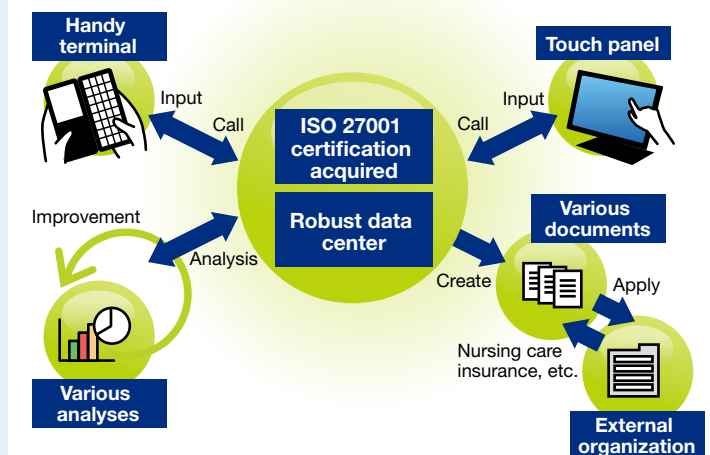 Handy
terminal
Touch panel
Input
Call
ISO 27001
certification
acquired
Call
Input
Robust data
center
Improvement
Analysis
Various
documents
Create
Apply
Nursing care
insurance, etc.
Various
analyses
External
organization